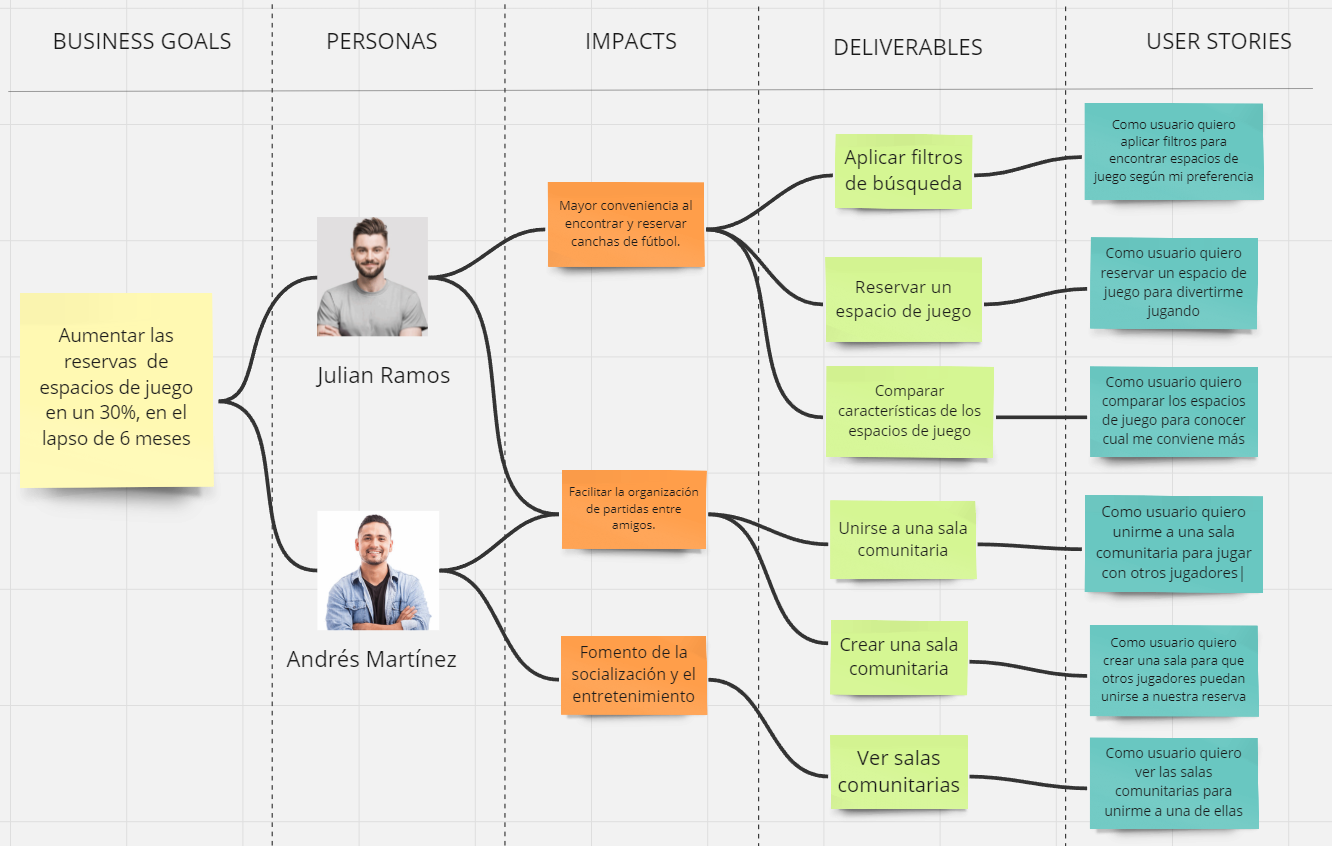 BUSINESS GOALS
PERSONAS
IMPACTS
DELIVERABLES
USER STORIES
Aumentar las
reservas de
espacios de juego
en un 30%, en el
lapso de 6 meses
Julian Ramos
Andrés Martínez
Mayor conveniencia al
encontrar y reservar
canchas de fútbol.
Facilitar la organización
de partidas entre
amigos.
Fomento de la
socialización y el
entretenimiento
Aplicar filtros
de búsqueda
Reservar un
espacio de juego
Comparar
características de los
espacios de juego
Unirse a una sala
comunitaria
Crear una sala
comunitaria
Ver salas
comunitarias
Como usuario quiero
aplicar filtros para
encontrar espacios de
juego según mi preferencia
Como usuario quiero
reservar un espacio de
juego para divertirme
jugando
Como usuario quiero
comparar los espacios
de juego para conocer
cual me conviene más
Como usuario quiero
unirme a una sala
comunitaria para jugar
con otros jugadores|
Como usuario quiero
crear una sala para que
otros jugadores puedan
unirse a nuestra reserva
Como usuario quiero
ver las salas
comunitarias para
unirme a una de ellas